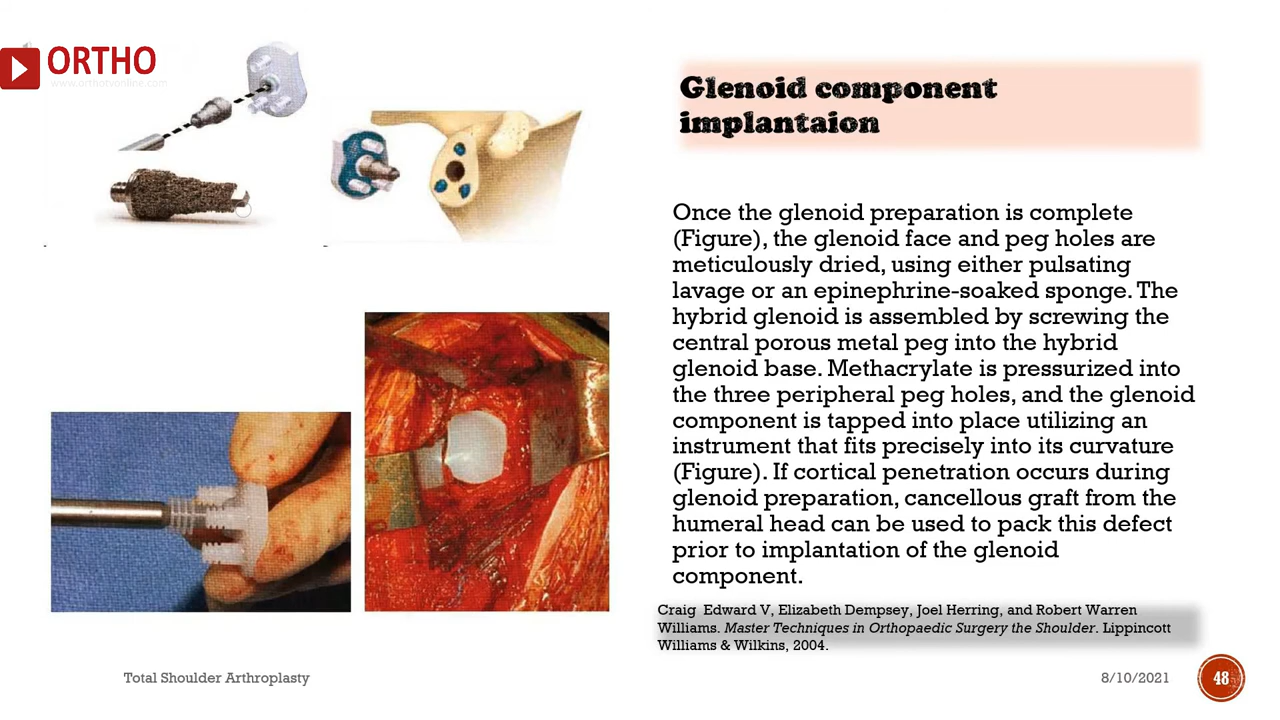 ORTHO
www.orthotvonline.com
Glenoid component
implantaion
Once the glenoid preparation is complete
(Figure), the glenoid face and peg holes are
meticulously dried, using either pulsating
lavage or an epinephrine-soaked sponge. The
hybrid glenoid is assembled by screwing the
central porous metal peg into the hybrid
glenoid base. Methacrylate is pressurized into
the three peripheral peg holes, and the glenoid
component is tapped into place utilizing an
instrument that fits precisely into its curvature
(Figure). If cortical penetration occurs during
glenoid preparation, cancellous graft from the
humeral head can be used to pack this defect
prior to implantation of the glenoid
component.
Craig Edward V, Elizabeth Dempsey, Joel Herring, and Robert Warren
Williams. Master Techniques in Orthopaedic Surgery the Shoulder. Lippincott
Williams & Wilkins, 2004.
Total Shoulder Arthroplasty
8/10/2021
48